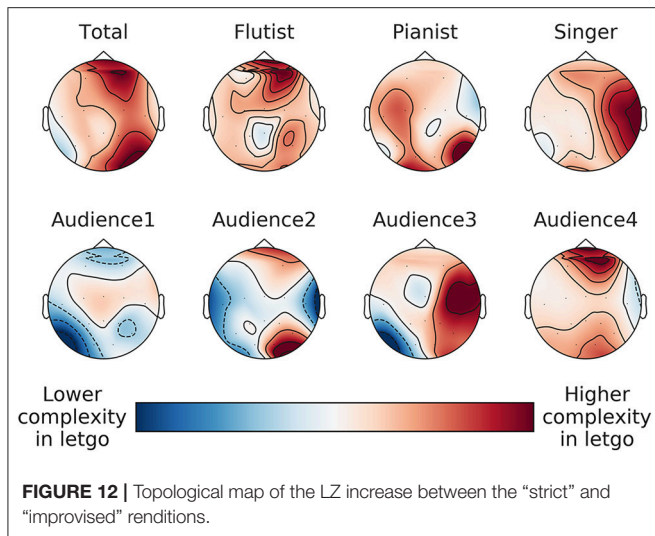 Total Flutist Pianist Singer
Audience1 Audience2 Audience3 Audience4
Lower complexity in letgo
Higher complexity in letgo
FIGURE 12 | Topological map of the LZ increase between the “strict” and
“improvised” renditions.